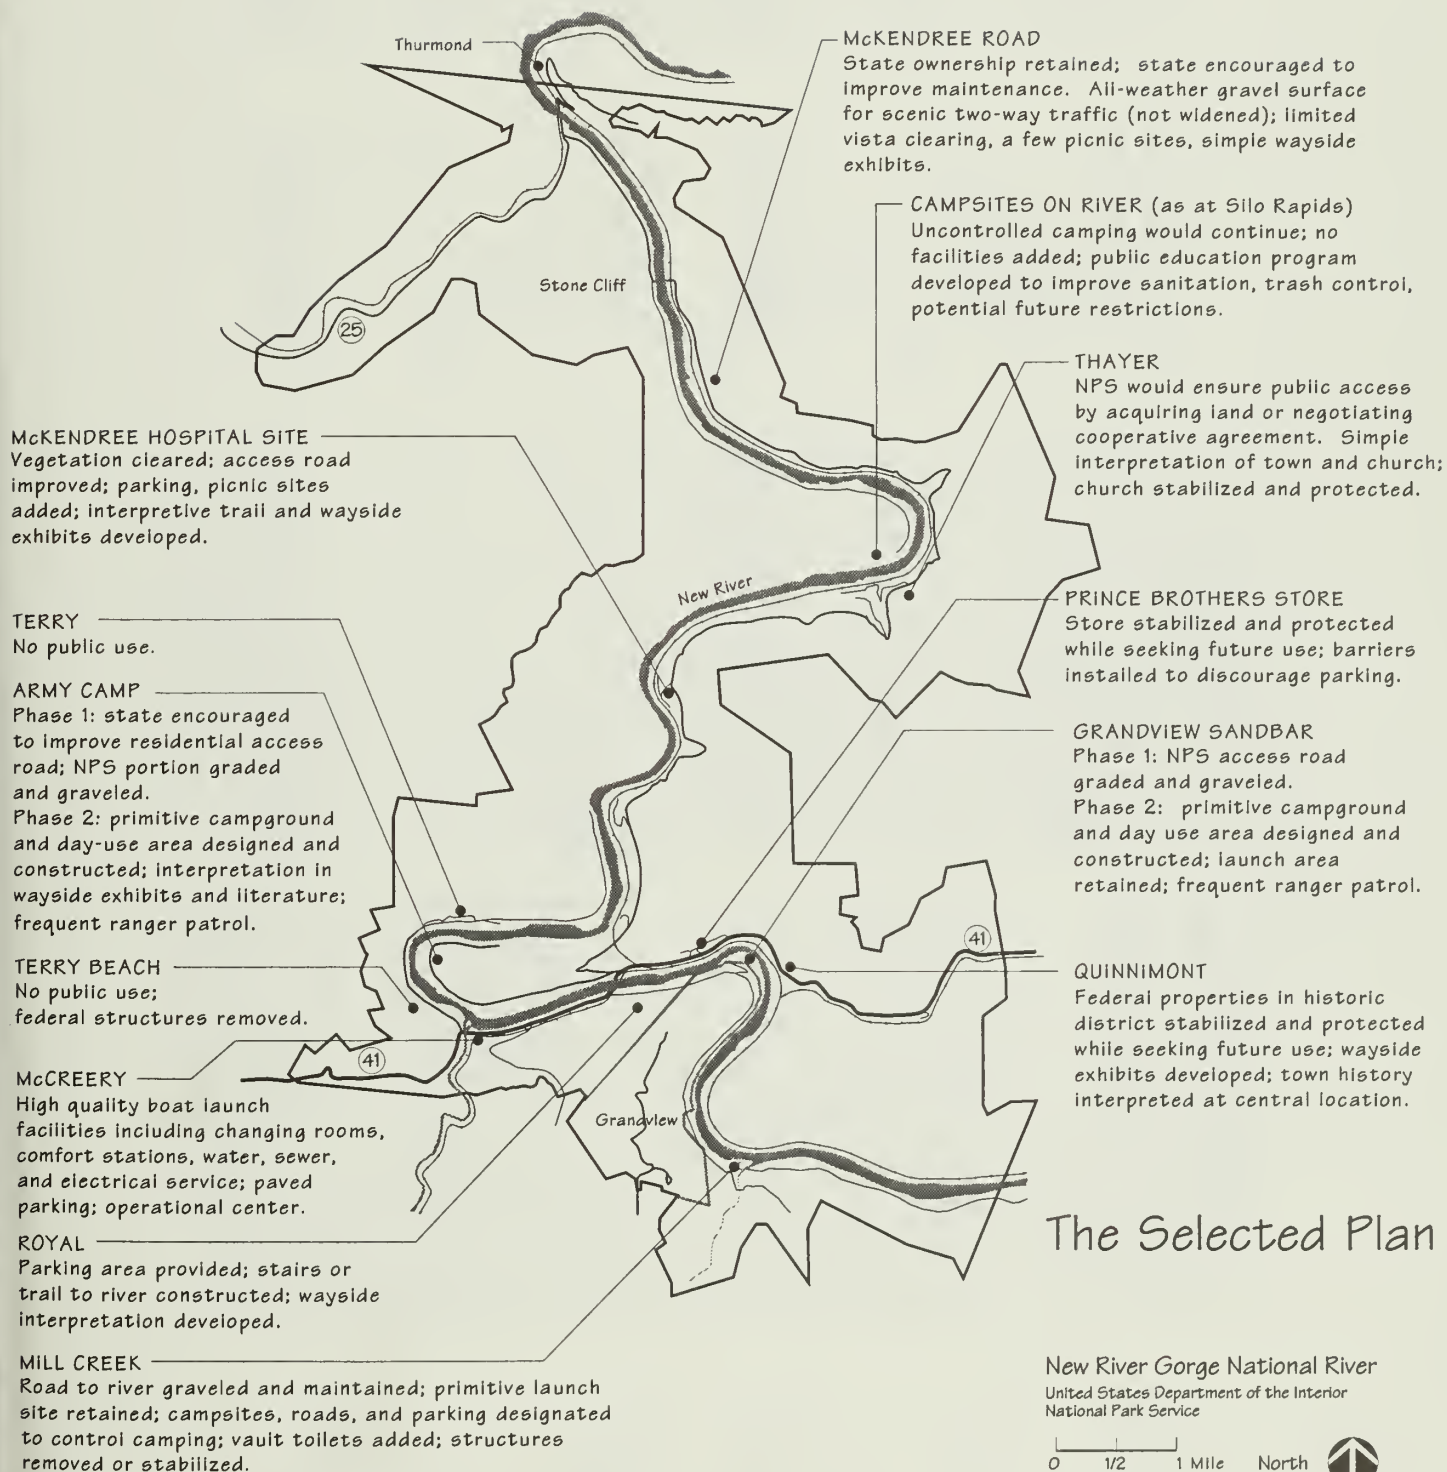 Thurmond
McKENDREE ROAD
State ownership retained; state encouraged to
improve maintenance. All-weather gravel surface
for scenic two-way traffic (not widened); limited
vista clearing, a few picnic sites, simple wayside
exhibits.
CAMPSITES ON RIVER (as at Silo Rapids)
Uncontrolled camping would continue; no
facilities added; public education program
developed to improve sanitation, trash control,
potential future restrictions.
Stone Cliff
25
THAYER
NPS would ensure public access
by acquiring land or negotiating
cooperative agreement. Simple
interpretation of town and church;
church stabilized and protected.
McKENDREE HOSPITAL SITE
Vegetation cleared; access road
improved; parking, picnic sites
added; interpretive trail and wayside
exhibits developed.
New River
PRINCE BROTHERS STORE
Store stabilized and protected
while seeking future use; barriers
installed to discourage parking.
TERRY
No public use.
ARMY CAMP
Phase 1: state encouraged
to improve residential access
road; NPS portion graded
and graveled.
Phase 2: primitive campground
and day-use area designed and
constructed; interpretation in
wayside exhibits and literature;
frequent ranger patrol.
GRANDVIEW SANDBAR
Phase 1: NPS access road
graded and graveled.
Phase 2: primitive campground
and day use area designed and
constructed; launch area
retained; frequent ranger patrol.
41
TERRY BEACH
No public use;
federal structures removed.
QUINNIMONT
Federal properties in historic
district stabilized and protected
while seeking future use; wayside
exhibits developed; town history
interpreted at central location.
41
McCREERY
High quality boat launch
facilities including changing rooms,
comfort stations, water, sewer,
and electrical service; paved
parking; operational center.
Grandview
ROYAL
Parking area provided; stairs or
trail to river constructed; wayside
interpretation developed.
The Selected Plan
MILL CREEK
Road to river graveled and maintained; primitive launch
site retained; campsites, roads, and parking designated
to control camping; vault toilets added; structures
removed or stabilized.
New River Gorge National River
United States Department of the Interior
National Park Service
0 1/2 1 Mile North